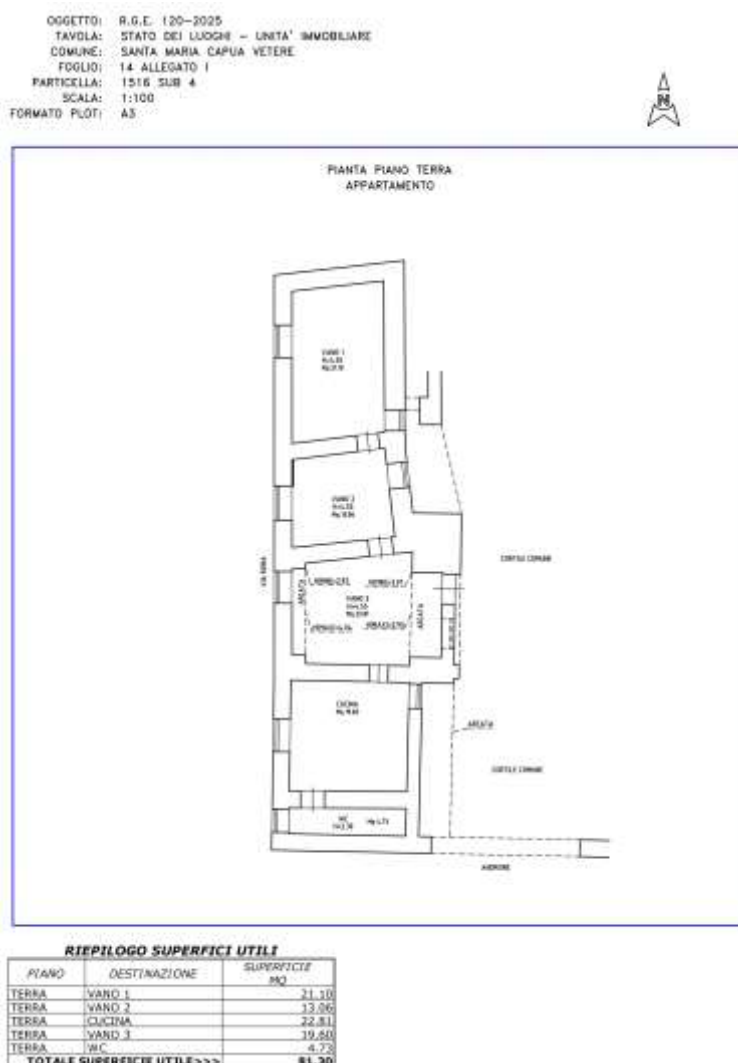 OGGETTO: R.G.E. 120-2025
TAVOLA: STATO DEI LUOGHI - UNITA' IMMOBILIARE
COMUNE: SANTA MARIA CAPUA VETERE
FOGLIO: 14 ALLEGATO I
PARTICELLA: 1516 SUB 4
SCALA: 1:100
FORMATO PLOT: A3
N
PIANTA PIANO TERRA
APPARTAMENTO
VANO 1
VANO 2
CORTILE COMUNE
ARCATA
VANO 3
ARCATA
CUCINA
ARCATA
CORTILE COMUNE
WC
ANDRONE
RIEPILOGO SUPERFICI UTILI
PIANO DESTINAZIONE SUPERFICIE MQ
TERRA VANO 1 21.10
TERRA VANO 2 13.06
TERRA CUCINA 22.81
TERRA VANO 3 19.60
TERRA WC 4.73
TOTALE SUPERFICIE UTILE>>> 81.30